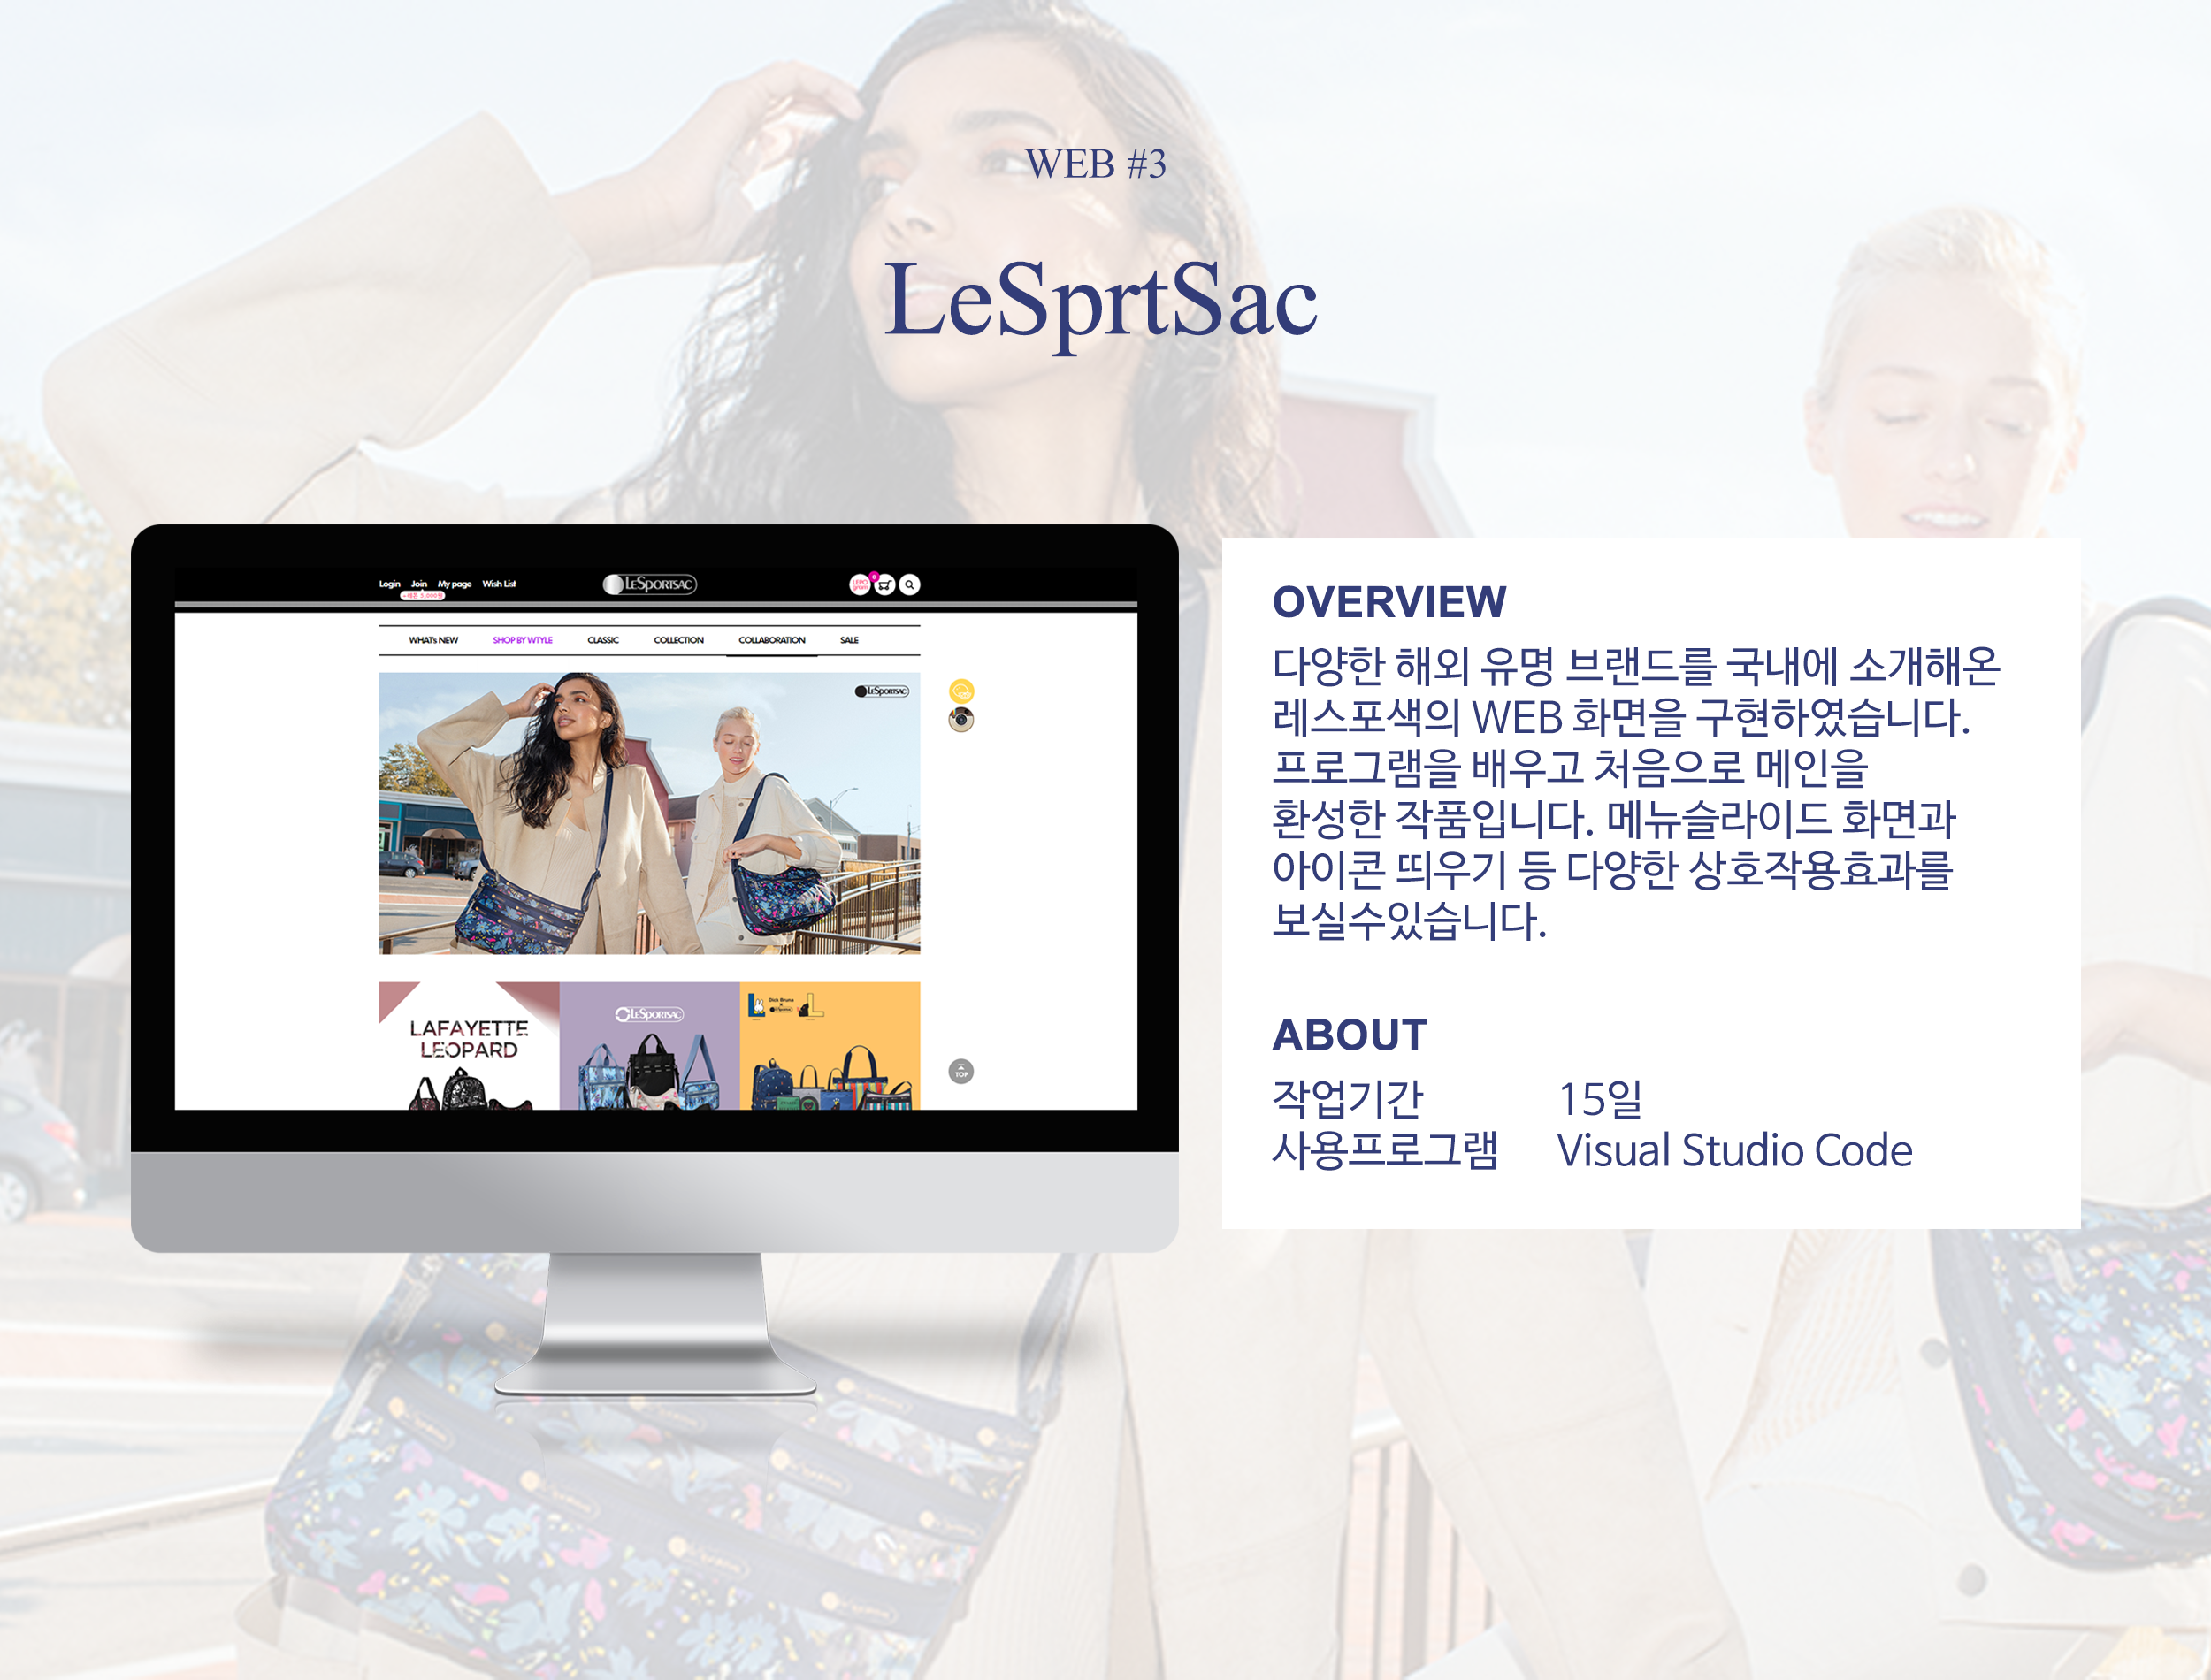 WEB #3
LeSprtSac
Login Join My page Wish List
LESPORTSAC
LEPO
0
WHAT's NEW SHOP BY WTYLE CLASSIC COLLECTION COLLABORATION SALE
LESPORTSAC
LAFAYETTE
LEOPARD
LESPORTSAC
Dick Bruna
TOP
OVERVIEW
다양한 해외 유명 브랜드를 국내에 소개해온
레스포색의 WEB 화면을 구현하였습니다.
프로그램을 배우고 처음으로 메인을
환성한 작품입니다. 메뉴슬라이드 화면과
아이콘 띄우기 등 다양한 상호작용효과를
보실수있습니다.
ABOUT
작업기간 15일
사용프로그램 Visual Studio Code